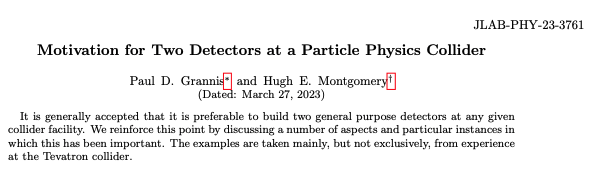 JLAB-PHY-23-3761
Motivation for Two Detectors at a Particle Physics Collider
Paul D. Grannis* and Hugh E. Montgomery†
(Dated: March 27, 2023)
It is generally accepted that it is preferable to build two general purpose detectors at any given
collider facility. We reinforce this point by discussing a number of aspects and particular instances in
which this has been important. The examples are taken mainly, but not exclusively, from experience
at the Tevatron collider.